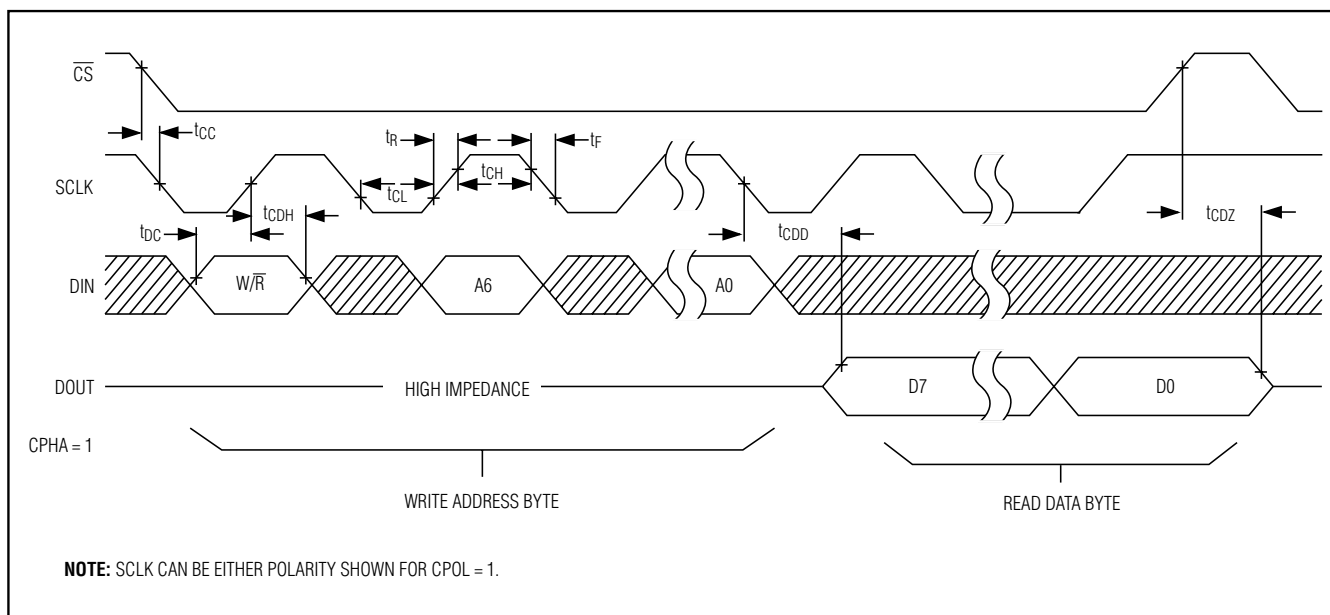 CS
tCC
tR
tF
SCLK
tCL
tCH
tCDH
tDC
tCDD
tCDZ
DIN
W/R
A6
A0
DOUT
HIGH IMPEDANCE
D7
D0
CPHA = 1
WRITE ADDRESS BYTE
READ DATA BYTE
NOTE: SCLK CAN BE EITHER POLARITY SHOWN FOR CPOL = 1.